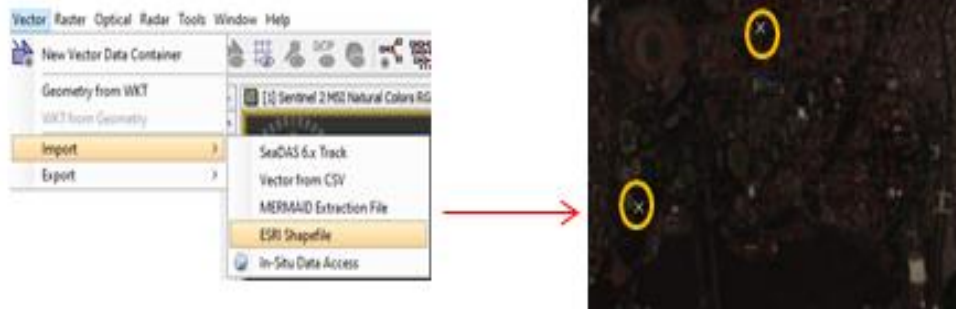 Vector Raster Optical Radar Tools Window Help
New Vector Data Container
Geometry from WKT
WKT from Geometry
Import
Export
[1] Sentinel 2 MSI Natural Colors RG
SeaDAS 6.x Track
Vector from CSV
MERMAID Extraction File
ESRI Shapefile
In-Situ Data Access